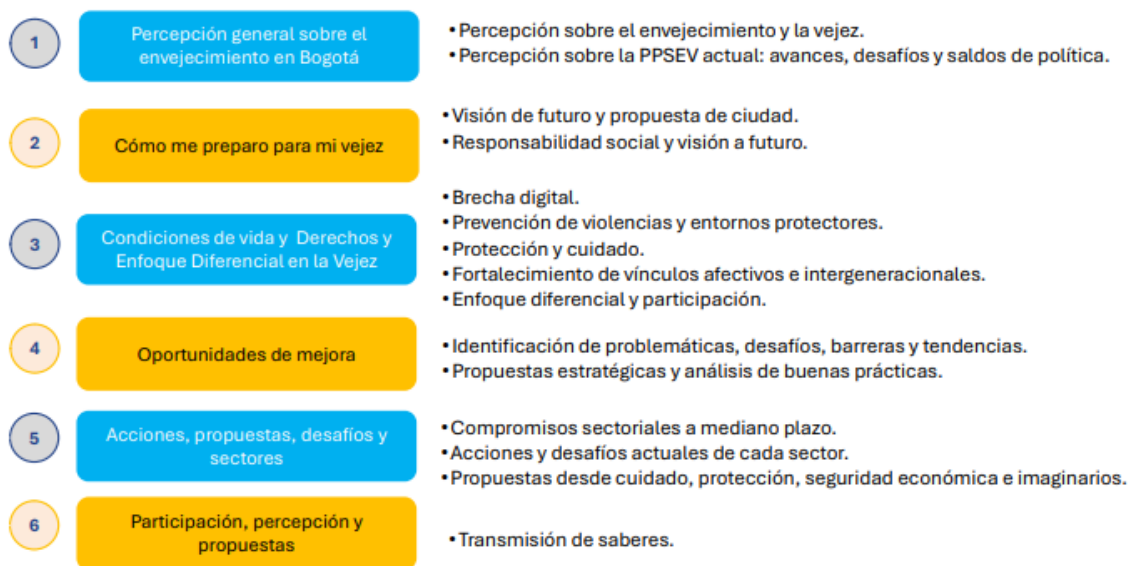 1
Percepción general sobre el
envejecimiento en Bogotá
•Percepción sobre el envejecimiento y la vejez.
•Percepción sobre la PPSEV actual: avances, desafíos y saldos de política.
2
Cómo me preparo para mi vejez
•Visión de futuro y propuesta de ciudad.
•Responsabilidad social y visión a futuro.
3
Condiciones de vida y Derechos y
Enfoque Diferencial en la Vejez
•Brecha digital.
•Prevención de violencias y entornos protectores.
•Protección y cuidado.
•Fortalecimiento de vínculos afectivos e intergeneracionales.
•Enfoque diferencial y participación.
4
Oportunidades de mejora
•Identificación de problemáticas, desafíos, barreras y tendencias.
•Propuestas estratégicas y análisis de buenas prácticas.
5
Acciones, propuestas, desafíos y
sectores
•Compromisos sectoriales a mediano plazo.
•Acciones y desafíos actuales de cada sector.
•Propuestas desde cuidado, protección, seguridad económica e imaginarios.
6
Participación, percepción y
propuestas
•Transmisión de saberes.